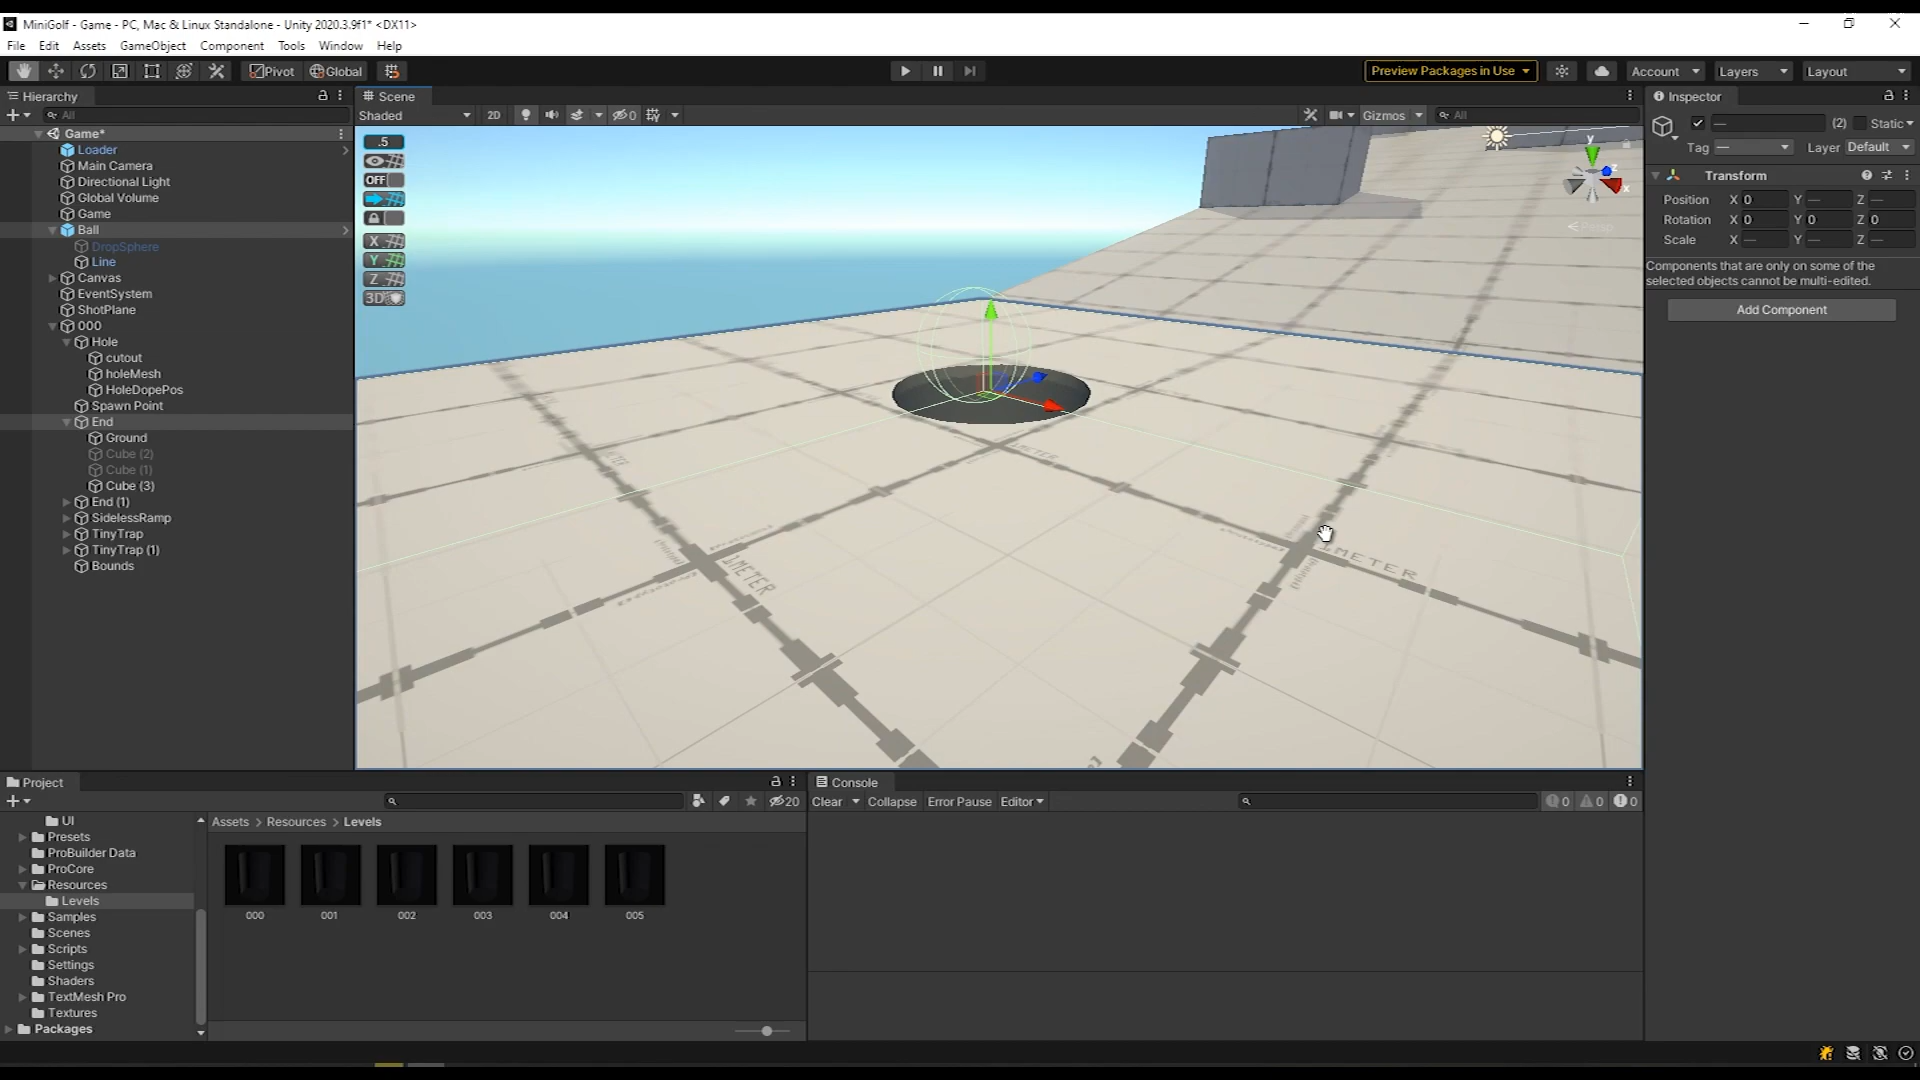 MiniGolf - Game - PC, Mac & Linux Standalone - Unity 2020.3.9f1* <DX11>
File Edit Assets GameObject Component Tools Window Help
Pivot Global Preview Packages in Use Account Layers Layout
Hierarchy
All
Game*
Loader
Main Camera
Directional Light
Global Volume
Game
Ball
DropSphere
Line
Canvas
EventSystem
ShotPlane
000
Hole
cutout
holeMesh
HoleDopePos
Spawn Point
End
Ground
Cube (2)
Cube (1)
Cube (3)
End (1)
SidelessRamp
TinyTrap
TinyTrap (1)
Bounds
Scene
Shaded 2D 0 Gizmos All
.5
OFF
X
Y
Z
3D
y
z
x
Persp
1METER
1METER
METER
Inspector
— (2) Static
Tag — Layer Default
Transform
Position X 0 Y — Z —
Rotation X 0 Y 0 Z 0
Scale X — Y — Z —
Components that are only on some of the
selected objects cannot be multi-edited.
Add Component
Project
20
UI
Presets
ProBuilder Data
ProCore
Resources
Levels
Samples
Scenes
Scripts
Settings
Shaders
TextMesh Pro
Textures
Packages
Assets > Resources > Levels
000 001 002 003 004 005
Console
Clear Collapse Error Pause Editor 0 0 0